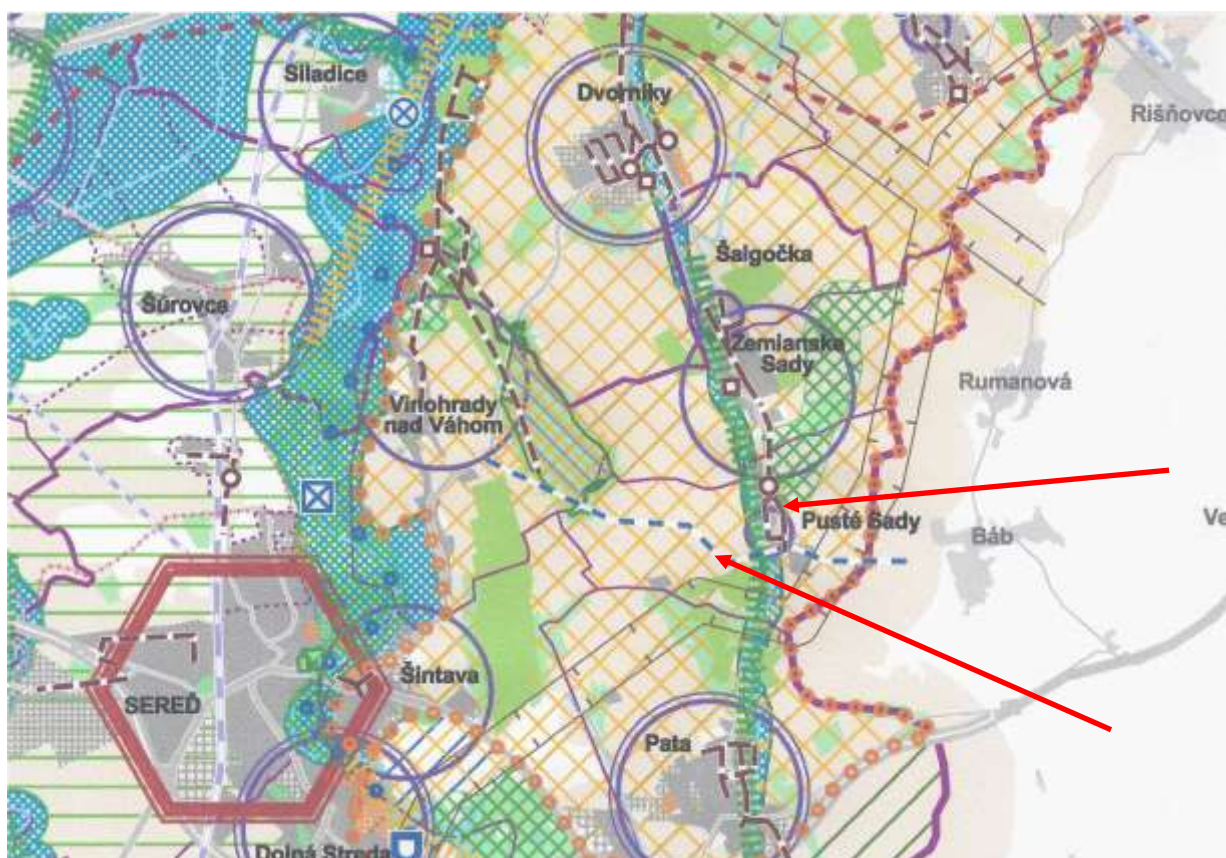 Siladice
Dvorníky
Rišňovce
Šalgočka
Šúrovce
Zemianske
Sady
Rumanová
Vinohrady
nad Váhom
Pusté Sady
Báb
Ve
Šintava
SEREĎ
Pata
Dolná Streda